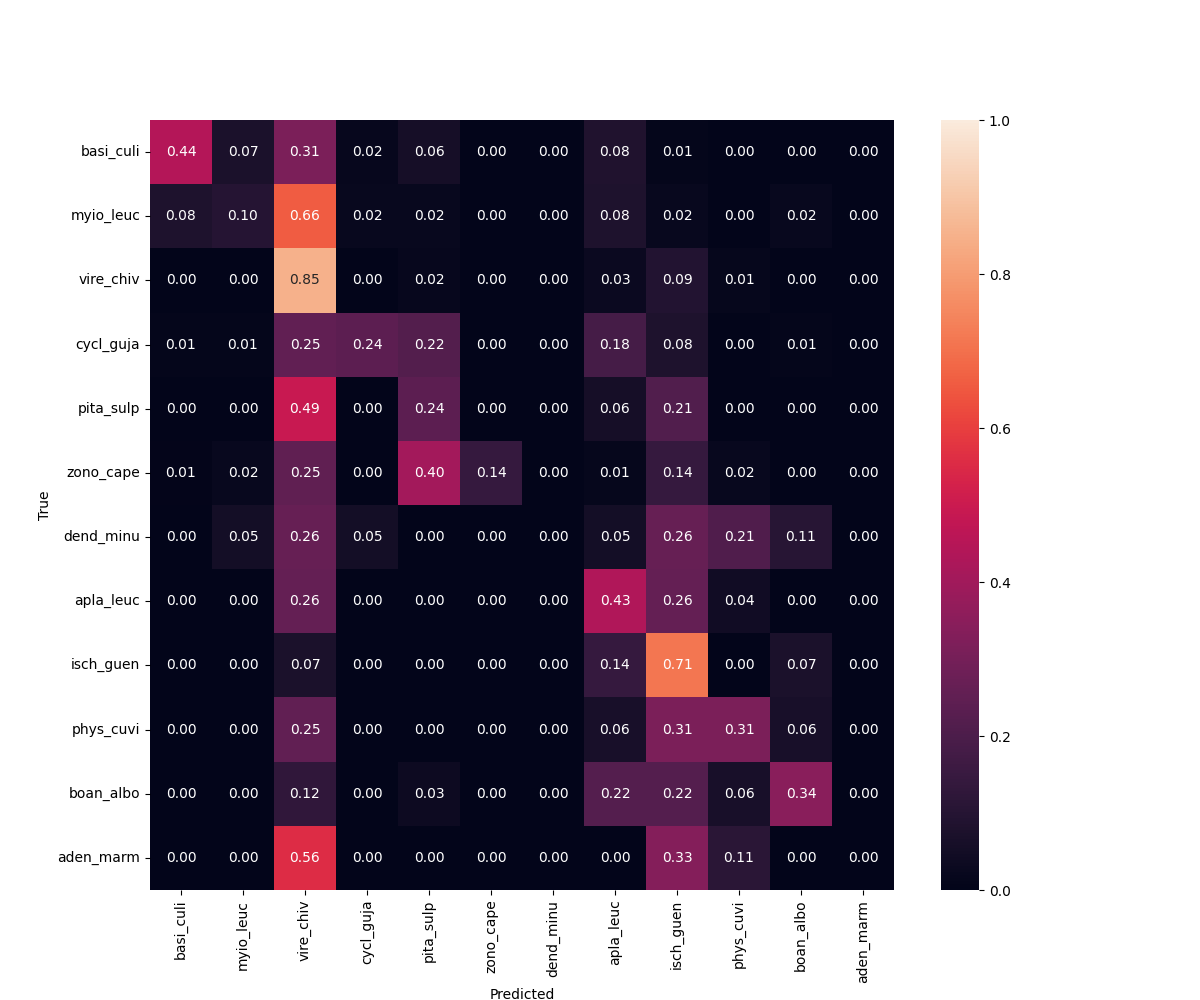 basi_culi 0.44 0.07 0.31 0.02 0.06 0.00 0.00 0.08 0.01 0.00 0.00 0.00
myio_leuc 0.08 0.10 0.66 0.02 0.02 0.00 0.00 0.08 0.02 0.00 0.02 0.00
vire_chiv 0.00 0.00 0.85 0.00 0.02 0.00 0.00 0.03 0.09 0.01 0.00 0.00
cycl_guja 0.01 0.01 0.25 0.24 0.22 0.00 0.00 0.18 0.08 0.00 0.01 0.00
pita_sulp 0.00 0.00 0.49 0.00 0.24 0.00 0.00 0.06 0.21 0.00 0.00 0.00
zono_cape 0.01 0.02 0.25 0.00 0.40 0.14 0.00 0.01 0.14 0.02 0.00 0.00
True
dend_minu 0.00 0.05 0.26 0.05 0.00 0.00 0.00 0.05 0.26 0.21 0.11 0.00
apla_leuc 0.00 0.00 0.26 0.00 0.00 0.00 0.00 0.43 0.26 0.04 0.00 0.00
isch_guen 0.00 0.00 0.07 0.00 0.00 0.00 0.00 0.14 0.71 0.00 0.07 0.00
phys_cuvi 0.00 0.00 0.25 0.00 0.00 0.00 0.00 0.06 0.31 0.31 0.06 0.00
boan_albo 0.00 0.00 0.12 0.00 0.03 0.00 0.00 0.22 0.22 0.06 0.34 0.00
aden_marm 0.00 0.00 0.56 0.00 0.00 0.00 0.00 0.00 0.33 0.11 0.00 0.00
basi_culi myio_leuc vire_chiv cycl_guja pita_sulp zono_cape dend_minu apla_leuc isch_guen phys_cuvi boan_albo aden_marm
Predicted
1.0
0.8
0.6
0.4
0.2
0.0